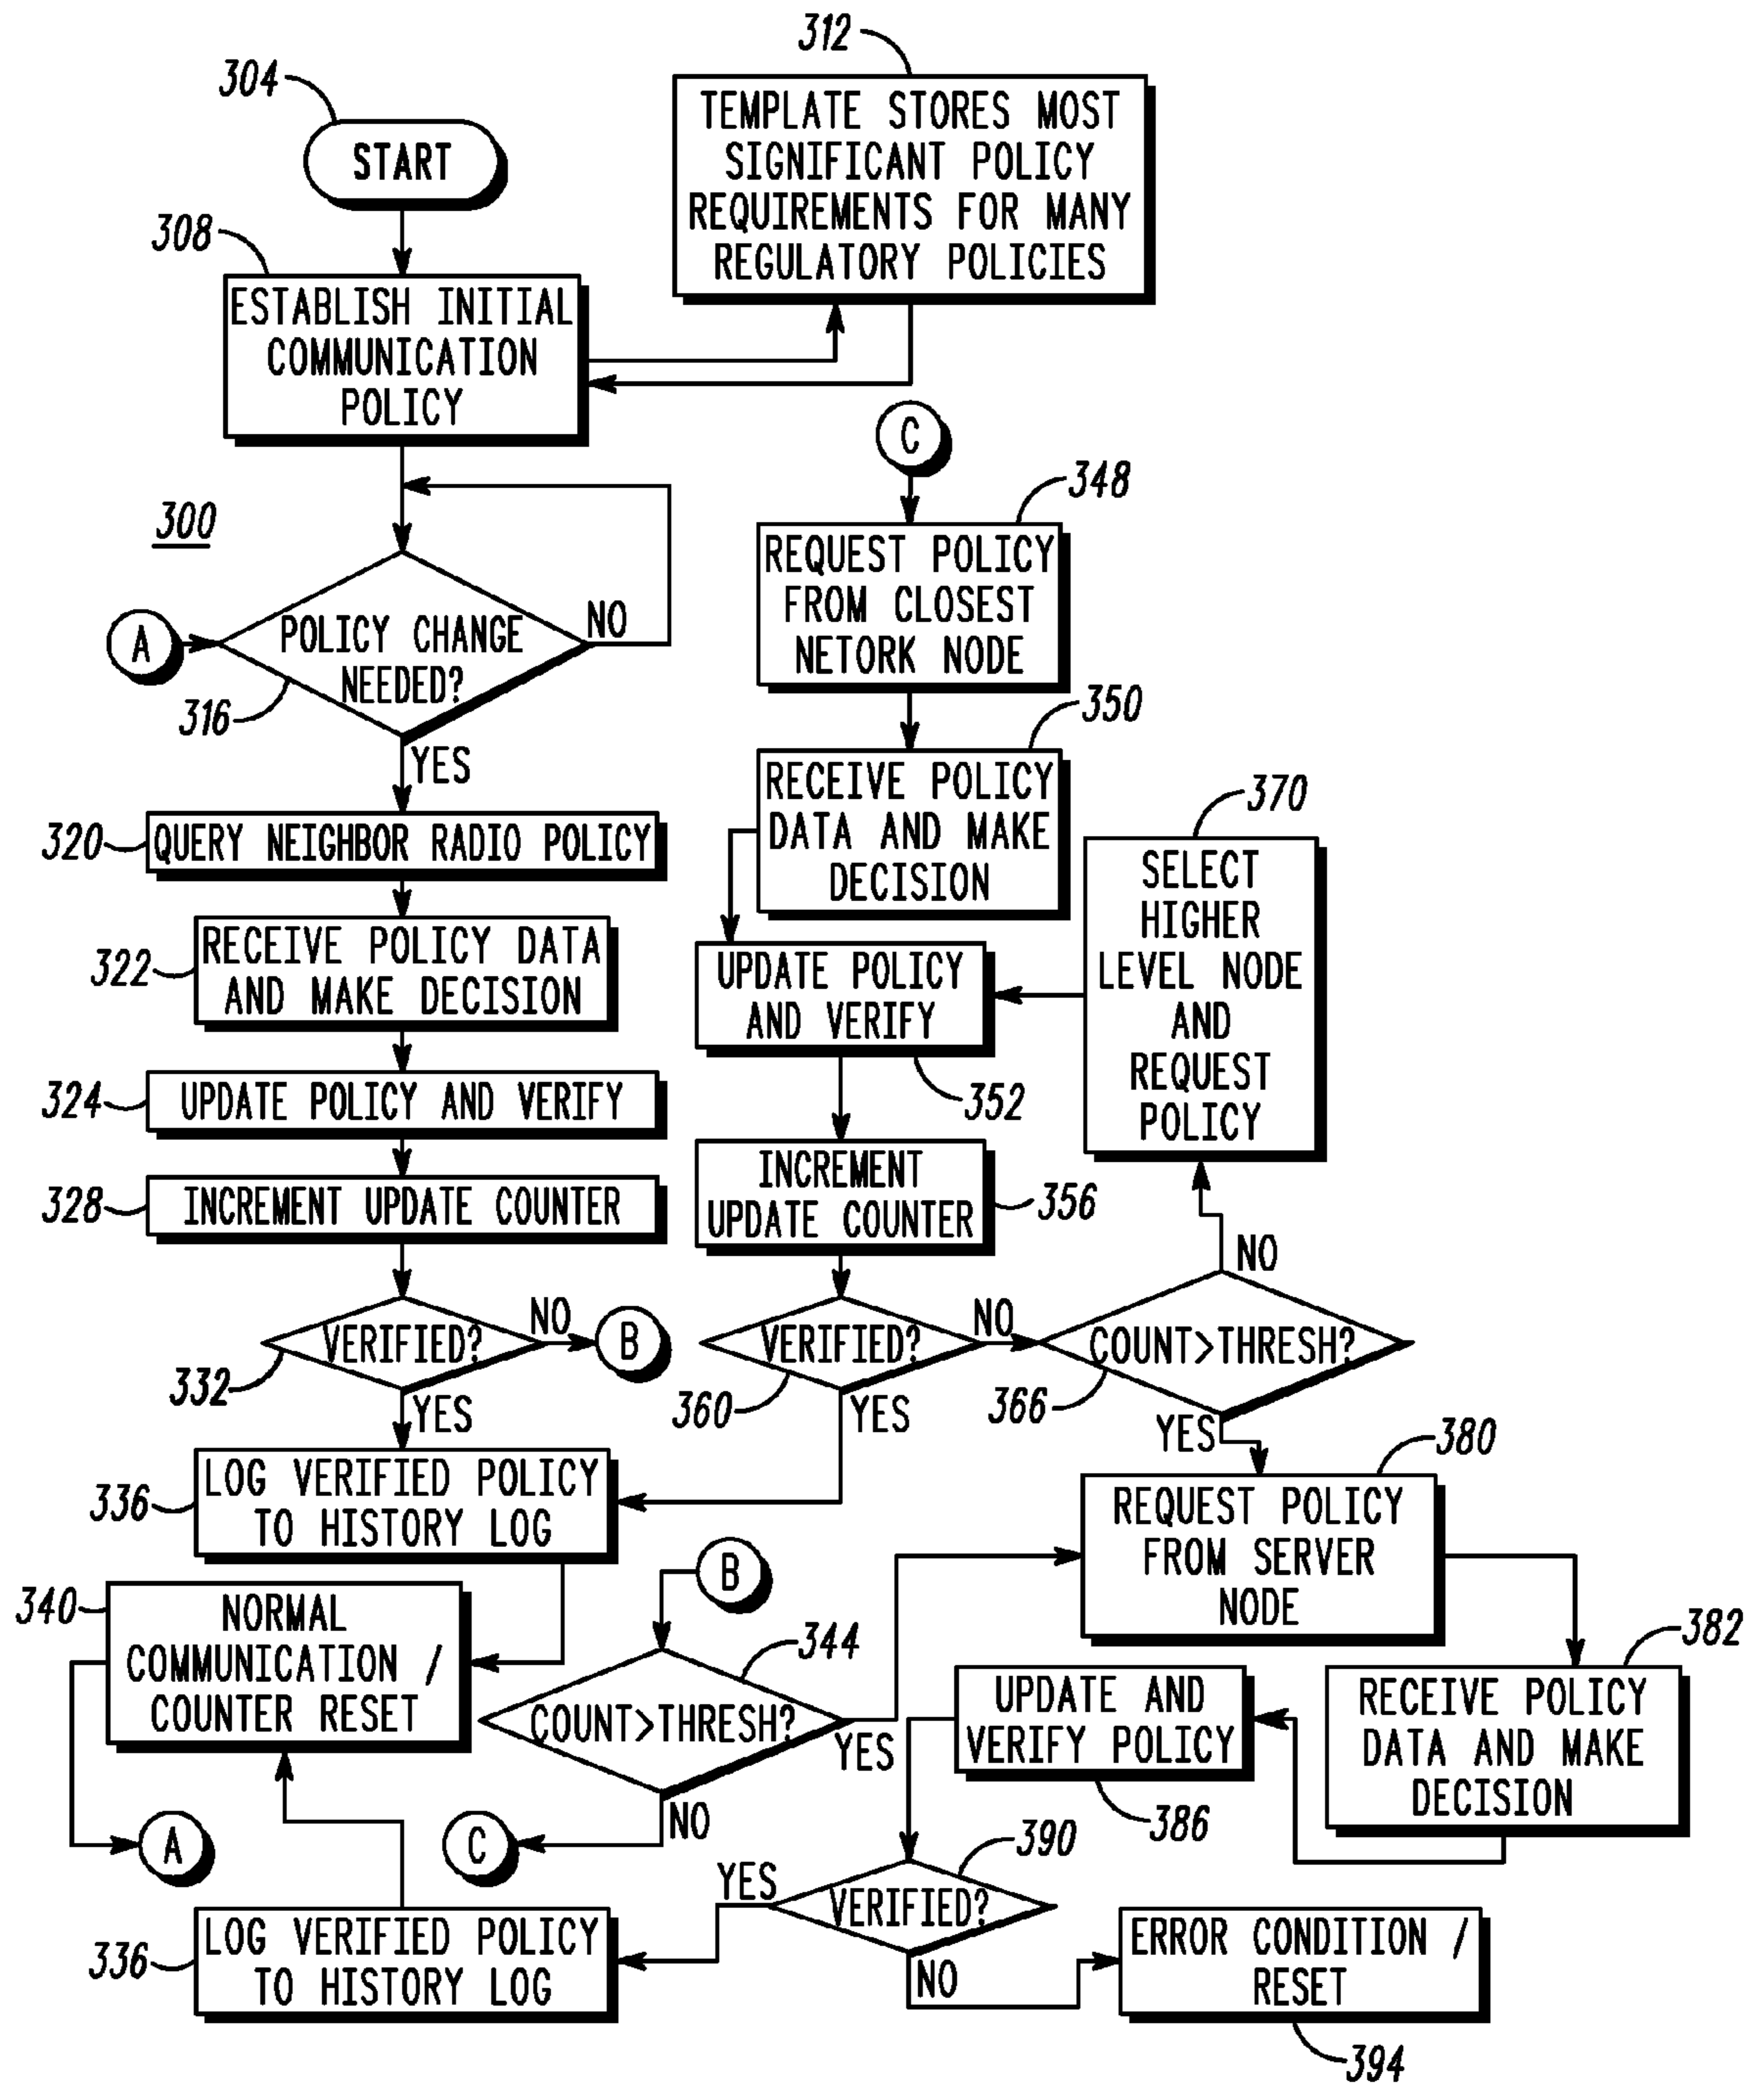 304
START
312
TEMPLATE STORES MOST
SIGNIFICANT POLICY
REQUIREMENTS FOR MANY
REGULATORY POLICIES
308
ESTABLISH INITIAL
COMMUNICATION
POLICY
300
A
POLICY CHANGE
NEEDED?
NO
316
YES
320
QUERY NEIGHBOR RADIO POLICY
322
RECEIVE POLICY DATA
AND MAKE DECISION
324
UPDATE POLICY AND VERIFY
328
INCREMENT UPDATE COUNTER
VERIFIED?
NO
B
332
YES
336
LOG VERIFIED POLICY
TO HISTORY LOG
340
NORMAL
COMMUNICATION /
COUNTER RESET
A
C
348
REQUEST POLICY
FROM CLOSEST
NETORK NODE
350
RECEIVE POLICY
DATA AND MAKE
DECISION
370
SELECT
HIGHER
LEVEL NODE
AND
REQUEST
POLICY
UPDATE POLICY
AND VERIFY
352
INCREMENT
UPDATE COUNTER
356
VERIFIED?
NO
360
YES
NO
COUNT>THRESH?
366
YES
380
REQUEST POLICY
FROM SERVER
NODE
B
344
COUNT>THRESH?
YES
NO
C
382
RECEIVE POLICY
DATA AND MAKE
DECISION
UPDATE AND
VERIFY POLICY
386
390
VERIFIED?
YES
NO
336
LOG VERIFIED POLICY
TO HISTORY LOG
ERROR CONDITION /
RESET
394